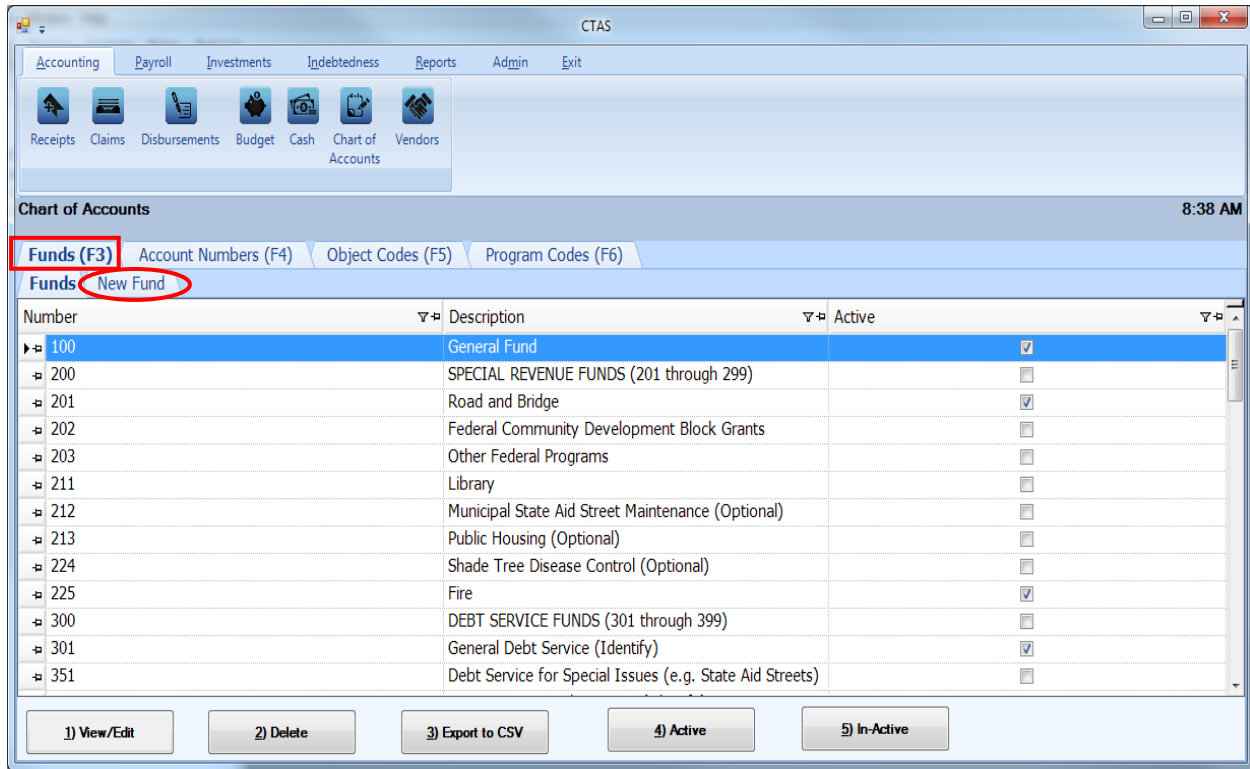 CTAS
Accounting Payroll Investments Indebtedness Reports Admin Exit
Receipts Claims Disbursements Budget Cash Chart of Accounts Vendors
Chart of Accounts 8:38 AM
Funds (F3) Account Numbers (F4) Object Codes (F5) Program Codes (F6)
Funds New Fund
Number Description Active
100 General Fund
200 SPECIAL REVENUE FUNDS (201 through 299)
201 Road and Bridge
202 Federal Community Development Block Grants
203 Other Federal Programs
211 Library
212 Municipal State Aid Street Maintenance (Optional)
213 Public Housing (Optional)
224 Shade Tree Disease Control (Optional)
225 Fire
300 DEBT SERVICE FUNDS (301 through 399)
301 General Debt Service (Identify)
351 Debt Service for Special Issues (e.g. State Aid Streets)
1) View/Edit 2) Delete 3) Export to CSV 4) Active 5) In-Active